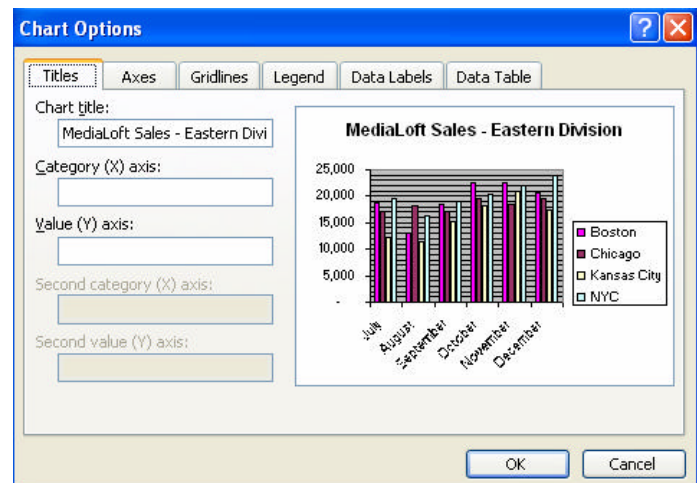 Chart Options
Titles Axes Gridlines Legend Data Labels Data Table
Chart title:
MediaLoft Sales - Eastern Divi
Category (X) axis:
Value (Y) axis:
Second category (X) axis:
Second value (Y) axis:
MediaLoft Sales - Eastern Division
25,000
20,000
15,000
10,000
5,000
-
July
August
September
October
November
December
Boston
Chicago
Kansas City
NYC
OK Cancel